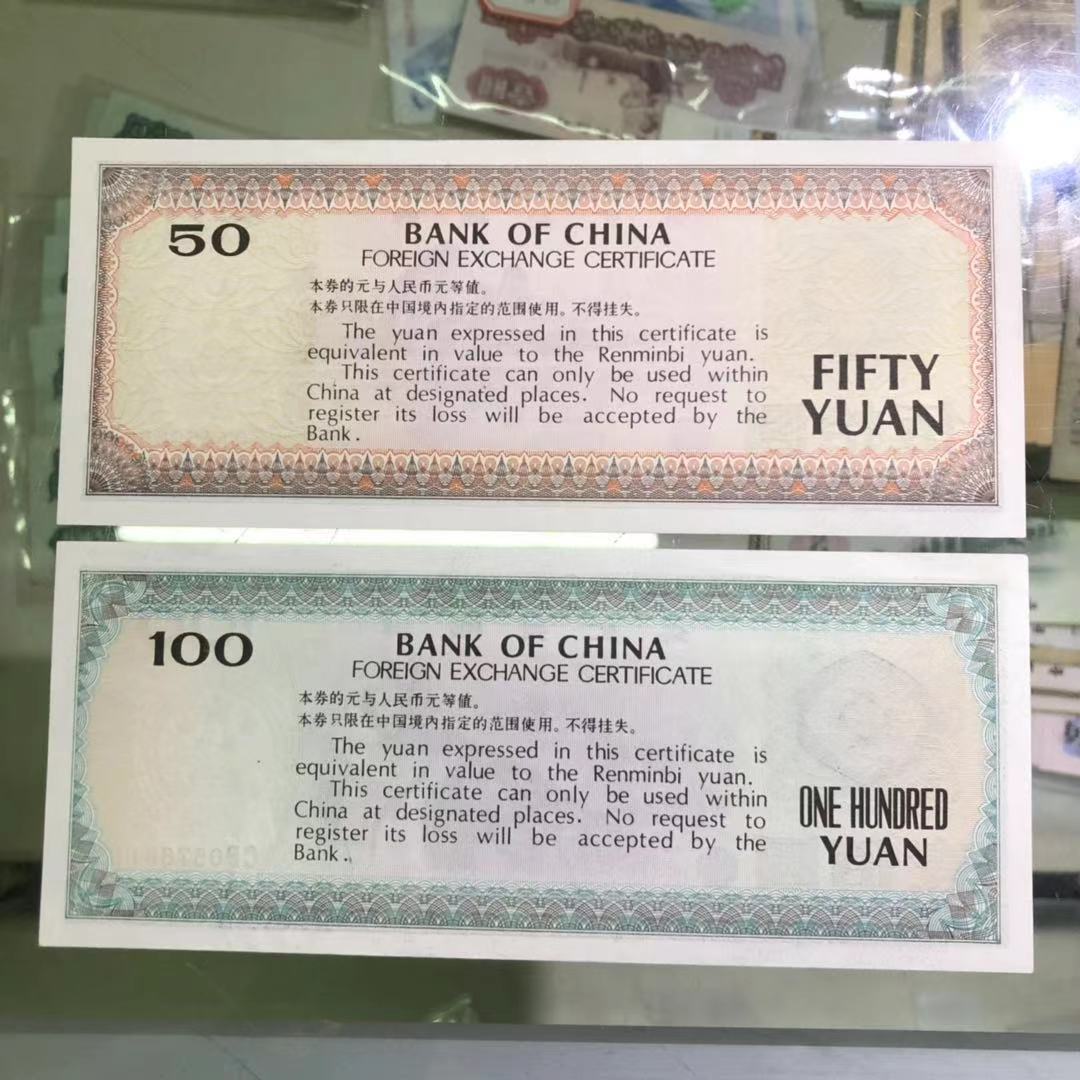 50
BANK OF CHINA
FOREIGN EXCHANGE CERTIFICATE
本券的元与人民币元等值。
本券只限在中国境内指定的范围使用。不得挂失。
The yuan expressed in this certificate is
equivalent in value to the Renminbi yuan.
This certificate can only be used within
China at designated places. No request to
register its loss will be accepted by the
Bank.
FIFTY
YUAN
100
BANK OF CHINA
FOREIGN EXCHANGE CERTIFICATE
本券的元与人民币元等值。
本券只限在中国境内指定的范围使用。不得挂失。
The yuan expressed in this certificate is
equivalent in value to the Renminbi yuan.
This certificate can only be used within
China at designated places. No request to
register its loss will be accepted by the
Bank.
ONE HUNDRED
YUAN